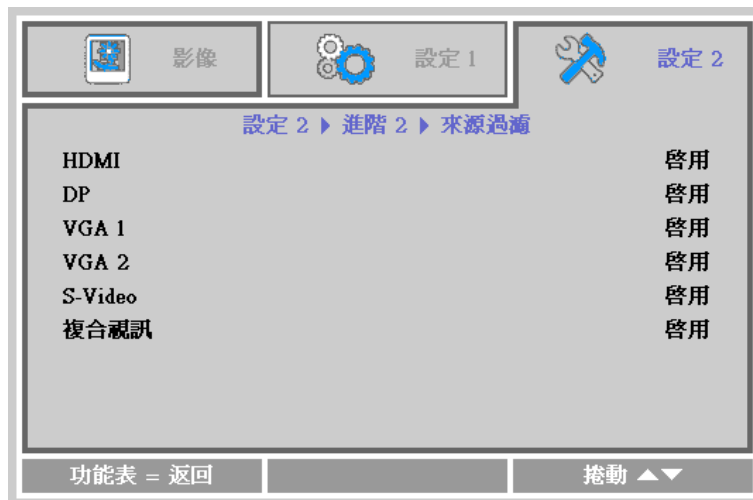 影像 設定 1 設定 2
設定 2 ▶ 進階 2 ▶ 來源過濾
HDMI 啓用
DP 啓用
VGA 1 啓用
VGA 2 啓用
S-Video 啓用
複合視訊 啓用
功能表 = 返回 捲動 ▲▼